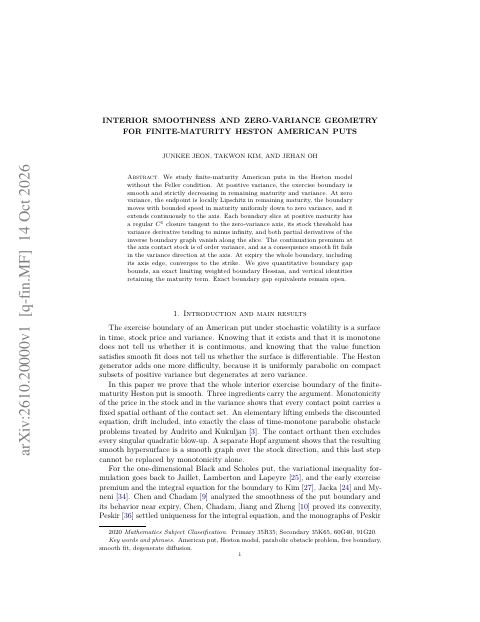 arXiv:2610.20000v1 [q-fin.MF] 14 Oct 2026
INTERIOR SMOOTHNESS AND ZERO-VARIANCE GEOMETRY
FOR FINITE-MATURITY HESTON AMERICAN PUTS
JUNKEE JEON, TAKWON KIM, AND JEHAN OH
Abstract. We study finite-maturity American puts in the Heston model
without the Feller condition. At positive variance, the exercise boundary is
smooth and strictly decreasing in remaining maturity and variance. At zero
variance, the endpoint is locally Lipschitz in remaining maturity, the boundary
moves with bounded speed in maturity uniformly down to zero variance, and it
extends continuously to the axis. Each boundary slice at positive maturity has
a regular C¹ closure tangent to the zero-variance axis, its stock threshold has
variance derivative tending to minus infinity, and both partial derivatives of the
inverse boundary graph vanish along the slice. The continuation premium at
the axis contact stock is of order variance, and as a consequence smooth fit fails
in the variance direction at the axis. At expiry the whole boundary, including
its axis edge, converges to the strike. We give quantitative boundary gap
bounds, an exact limiting weighted boundary Hessian, and vertical identities
retaining the maturity term. Exact boundary gap equivalents remain open.
1. Introduction and main results
The exercise boundary of an American put under stochastic volatility is a surface
in time, stock price and variance. Knowing that it exists and that it is monotone
does not tell us whether it is continuous, and knowing that the value function
satisfies smooth fit does not tell us whether the surface is differentiable. The Heston
generator adds one more difficulty, because it is uniformly parabolic on compact
subsets of positive variance but degenerates at zero variance.
In this paper we prove that the whole interior exercise boundary of the finite-
maturity Heston put is smooth. Three ingredients carry the argument. Monotonicity
of the price in the stock and in the variance shows that every contact point carries a
fixed spatial orthant of the contact set. An elementary lifting embeds the discounted
equation, drift included, into exactly the class of time-monotone parabolic obstacle
problems treated by Audrito and Kukuljan [3]. The contact orthant then excludes
every singular quadratic blow-up. A separate Hopf argument shows that the resulting
smooth hypersurface is a smooth graph over the stock direction, and this last step
cannot be replaced by monotonicity alone.
For the one-dimensional Black and Scholes put, the variational inequality for-
mulation goes back to Jaillet, Lamberton and Lapeyre [25], and the early exercise
premium and the integral equation for the boundary to Kim [27], Jacka [24] and My-
neni [34]. Chen and Chadam [9] analyzed the smoothness of the put boundary and
its behavior near expiry, Chen, Chadam, Jiang and Zheng [10] proved its convexity,
Peskir [36] settled uniqueness for the integral equation, and the monographs of Peskir
2020 Mathematics Subject Classification. Primary 35R35; Secondary 35K65, 60G40, 91G20.
Key words and phrases. American put, Heston model, parabolic obstacle problem, free boundary,
smooth fit, degenerate diffusion.
1